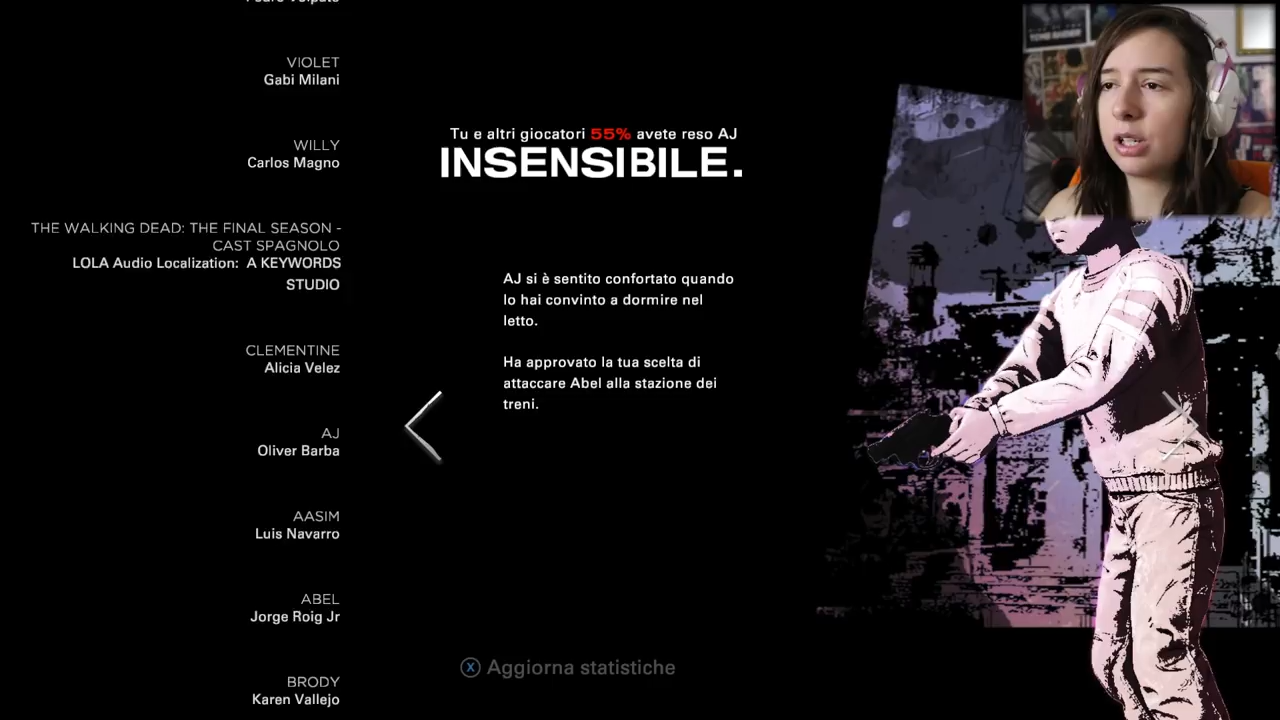 VIOLET
Gabi Milani
WILLY
Carlos Magno
THE WALKING DEAD: THE FINAL SEASON -
CAST SPAGNOLO
LOLA Audio Localization: A KEYWORDS
STUDIO
CLEMENTINE
Alicia Velez
AJ
Oliver Barba
AASIM
Luis Navarro
ABEL
Jorge Roig Jr
BRODY
Karen Vallejo
Tu e altri giocatori 55% avete reso AJ
INSENSIBILE.
AJ si è sentito confortato quando
lo hai convinto a dormire nel
letto.
Ha approvato la tua scelta di
attaccare Abel alla stazione dei
treni.
X Aggiorna statistiche